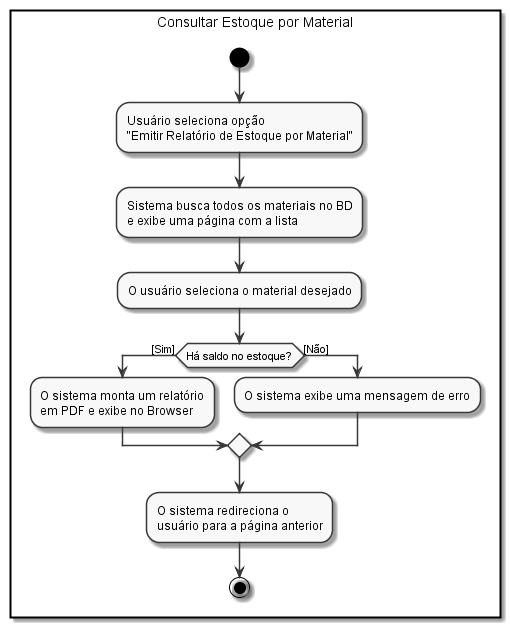 Consultar Estoque por Material
Usuário seleciona opção
"Emitir Relatório de Estoque por Material"
Sistema busca todos os materiais no BD
e exibe uma página com a lista
O usuário seleciona o material desejado
[Sim]
Há saldo no estoque?
[Não]
O sistema monta um relatório
em PDF e exibe no Browser
O sistema exibe uma mensagem de erro
O sistema redireciona o
usuário para a página anterior